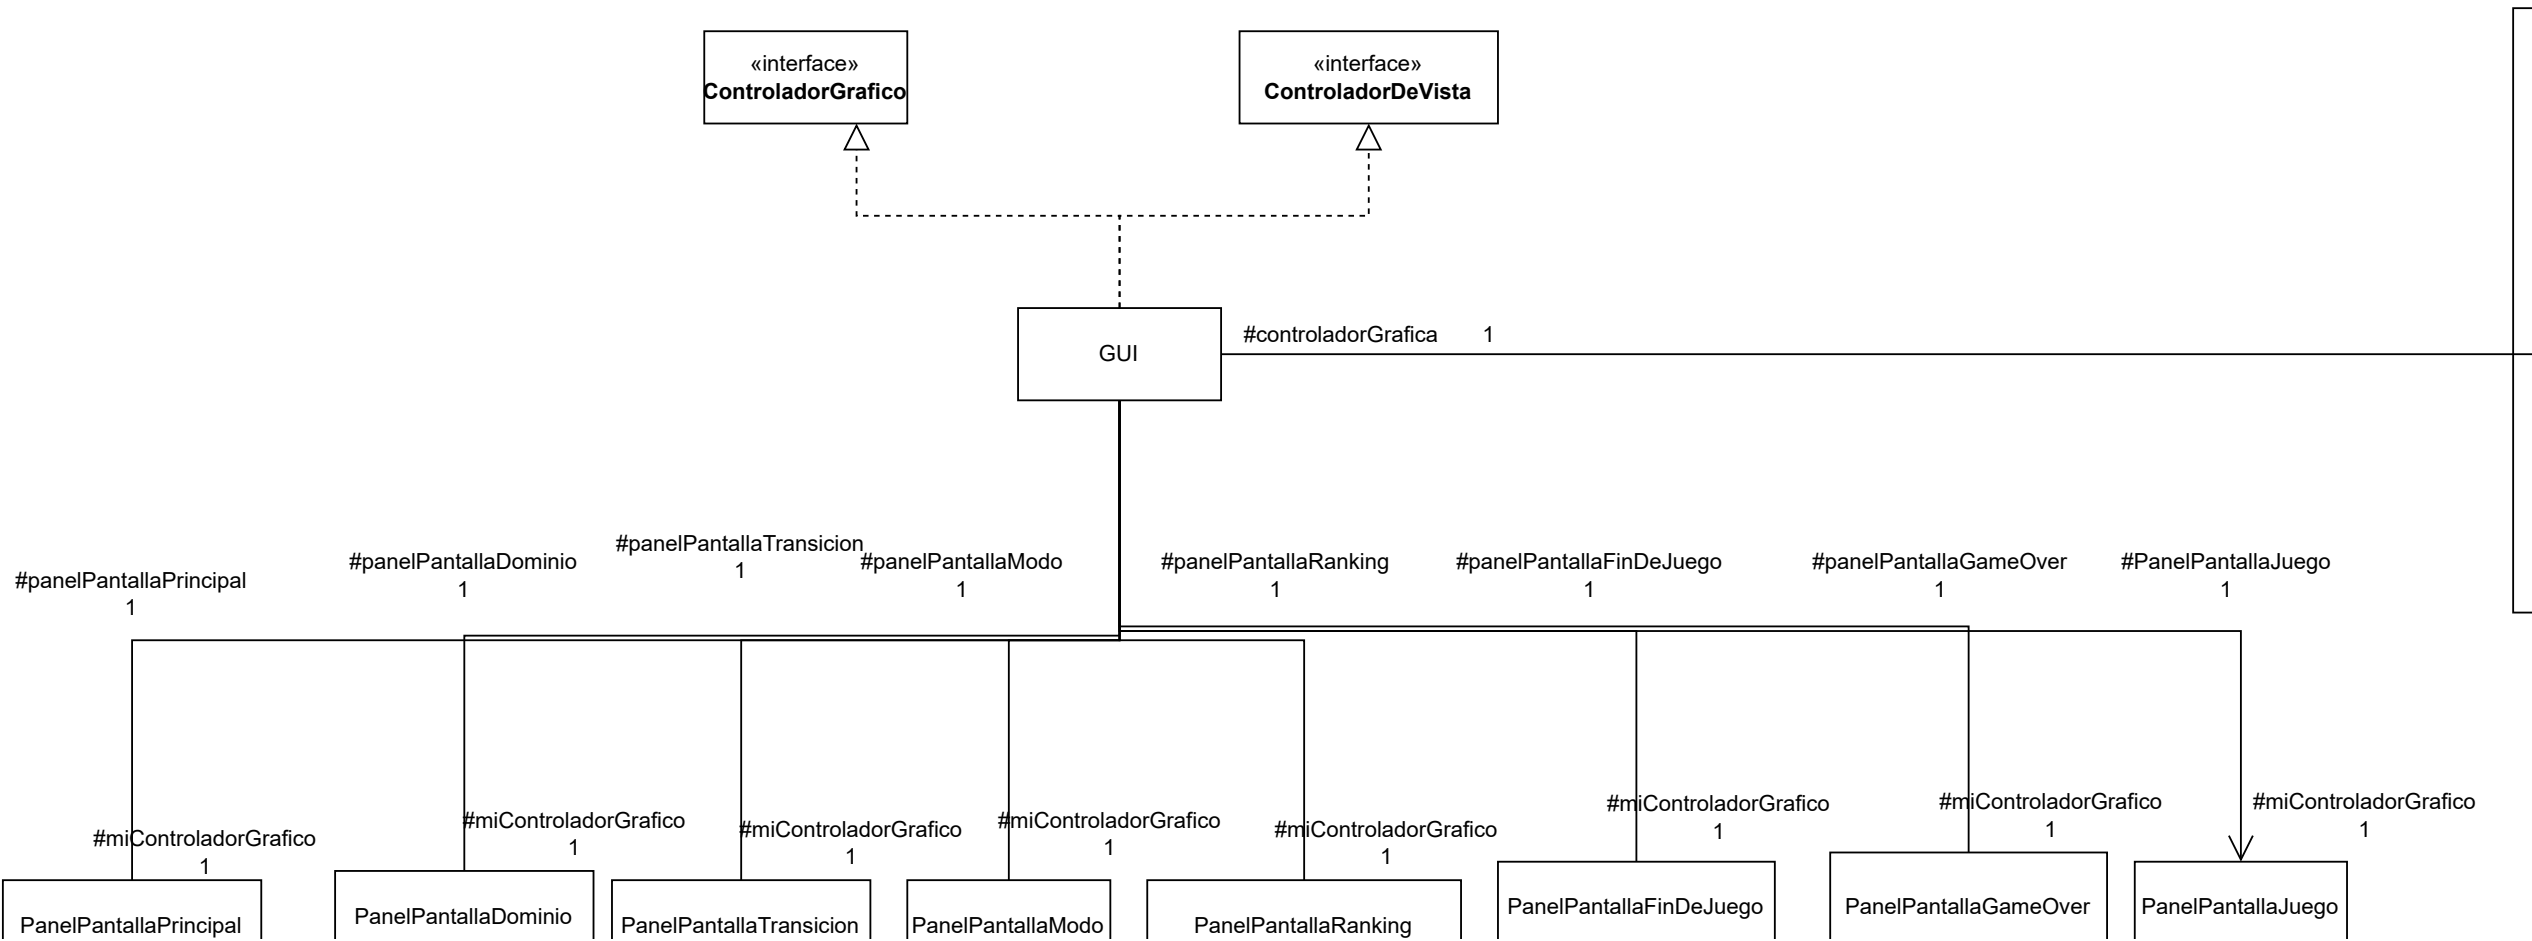 «interface»
ControladorGrafico
«interface»
ControladorDeVista
GUI
#controladorGrafica 1
#panelPantallaPrincipal
1
#panelPantallaDominio
1
#panelPantallaTransicion
1
#panelPantallaModo
1
#panelPantallaRanking
1
#panelPantallaFinDeJuego
1
#panelPantallaGameOver
1
#PanelPantallaJuego
1
#miControladorGrafico
1
#miControladorGrafico
1
#miControladorGrafico
1
#miControladorGrafico
1
#miControladorGrafico
1
#miControladorGrafico
1
#miControladorGrafico
1
#miControladorGrafico
1
PanelPantallaPrincipal
PanelPantallaDominio
PanelPantallaTransicion
PanelPantallaModo
PanelPantallaRanking
PanelPantallaFinDeJuego
PanelPantallaGameOver
PanelPantallaJuego